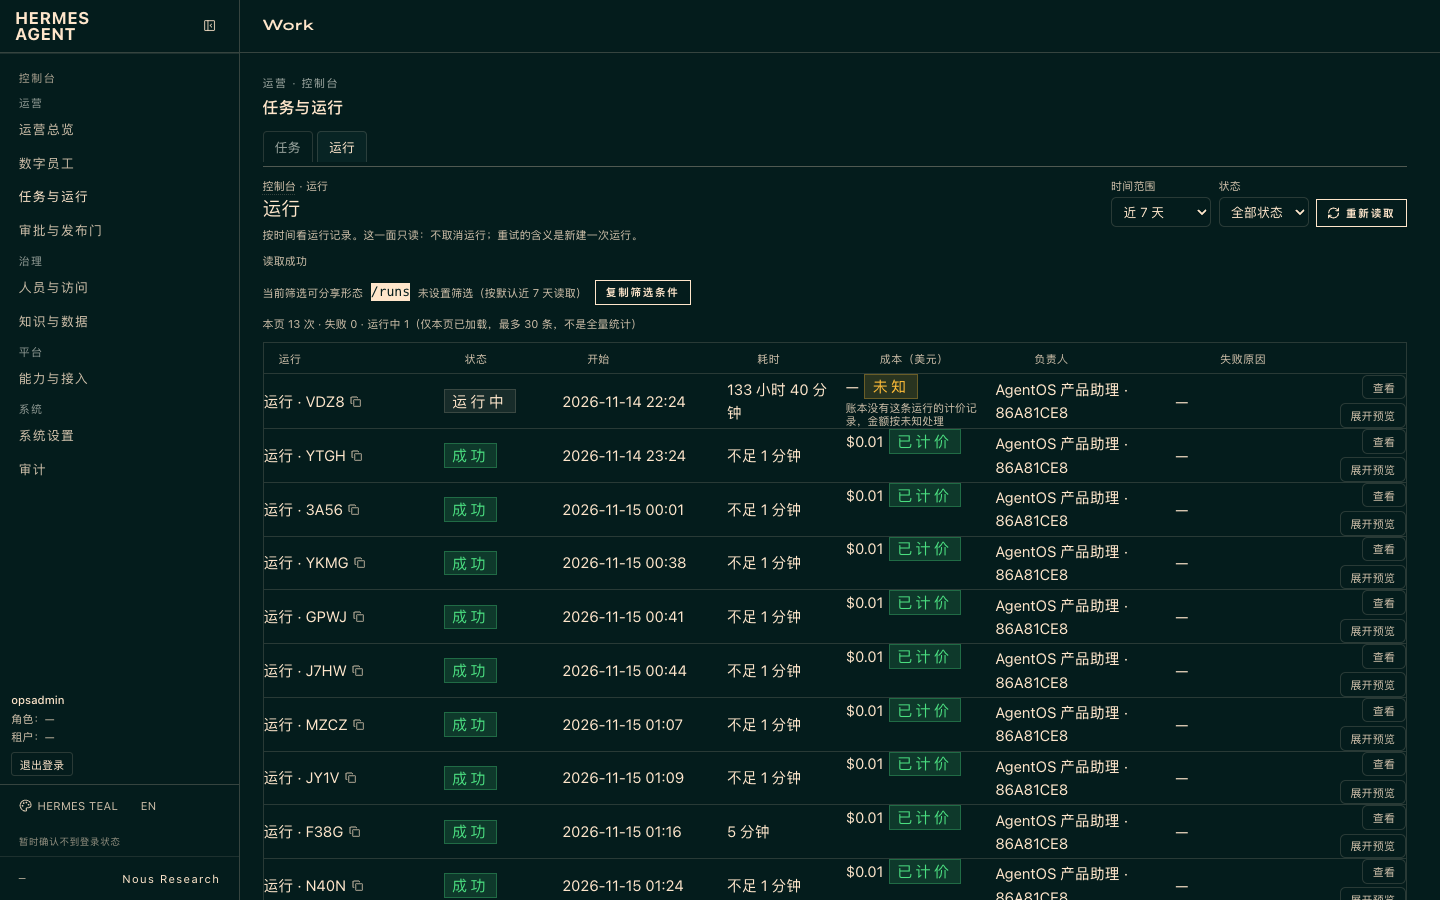 HERMES
AGENT
Work
控制台
运营
运营总览
数字员工
任务与运行
审批与发布门
治理
人员与访问
知识与数据
平台
能力与接入
系统
系统设置
审计
opsadmin
角色：—
租户：—
退出登录
HERMES TEAL EN
暂时确认不到登录状态
— Nous Research
运营 · 控制台
任务与运行
任务 运行
控制台 · 运行
运行
按时间看运行记录。这一面只读：不取消运行；重试的含义是新建一次运行。
时间范围 状态
近 7 天 全部状态 重新读取
读取成功
当前筛选可分享形态 /runs 未设置筛选（按默认近 7 天读取） 复制筛选条件
本页 13 次 · 失败 0 · 运行中 1（仅本页已加载，最多 30 条，不是全量统计）
运行 状态 开始 耗时 成本（美元） 负责人 失败原因
运行 · VDZ8 运行中 2026-11-14 22:24 133 小时 40 分钟 — 未知 账本没有这条运行的计价记录，金额按未知处理 AgentOS 产品助理 · 86A81CE8 — 查看 展开预览
运行 · YTGH 成功 2026-11-14 23:24 不足 1 分钟 $0.01 已计价 AgentOS 产品助理 · 86A81CE8 — 查看 展开预览
运行 · 3A56 成功 2026-11-15 00:01 不足 1 分钟 $0.01 已计价 AgentOS 产品助理 · 86A81CE8 — 查看 展开预览
运行 · YKMG 成功 2026-11-15 00:38 不足 1 分钟 $0.01 已计价 AgentOS 产品助理 · 86A81CE8 — 查看 展开预览
运行 · GPWJ 成功 2026-11-15 00:41 不足 1 分钟 $0.01 已计价 AgentOS 产品助理 · 86A81CE8 — 查看 展开预览
运行 · J7HW 成功 2026-11-15 00:44 不足 1 分钟 $0.01 已计价 AgentOS 产品助理 · 86A81CE8 — 查看 展开预览
运行 · MZCZ 成功 2026-11-15 01:07 不足 1 分钟 $0.01 已计价 AgentOS 产品助理 · 86A81CE8 — 查看 展开预览
运行 · JY1V 成功 2026-11-15 01:09 不足 1 分钟 $0.01 已计价 AgentOS 产品助理 · 86A81CE8 — 查看 展开预览
运行 · F38G 成功 2026-11-15 01:16 5 分钟 $0.01 已计价 AgentOS 产品助理 · 86A81CE8 — 查看 展开预览
运行 · N40N 成功 2026-11-15 01:24 不足 1 分钟 $0.01 已计价 AgentOS 产品助理 · 86A81CE8 — 查看 展开预览